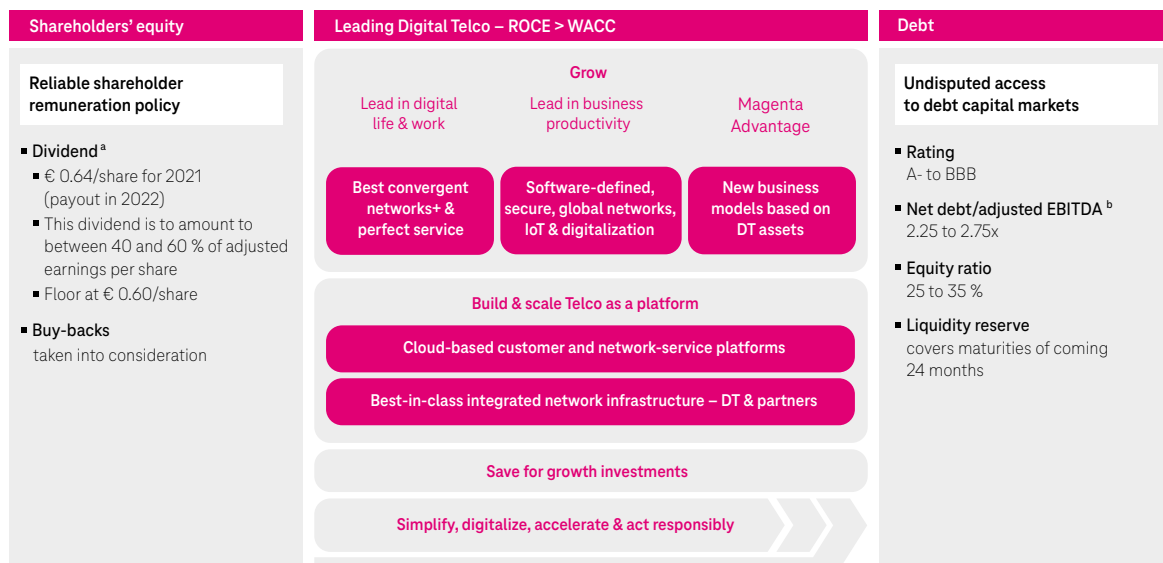 Shareholders’ equity
Reliable shareholder
remuneration policy
Dividend a
€ 0.64/share for 2021
(payout in 2022)
This dividend is to amount to
between 40 and 60 % of adjusted
earnings per share
Floor at € 0.60/share
Buy-backs
taken into consideration
Leading Digital Telco – ROCE > WACC
Grow
Lead in digital
life & work
Lead in business
productivity
Magenta
Advantage
Best convergent
networks+ &
perfect service
Software-defined,
secure, global networks,
IoT & digitalization
New business
models based on
DT assets
Build & scale Telco as a platform
Cloud-based customer and network-service platforms
Best-in-class integrated network infrastructure – DT & partners
Save for growth investments
Simplify, digitalize, accelerate & act responsibly
Debt
Undisputed access
to debt capital markets
Rating
A- to BBB
Net debt/adjusted EBITDA b
2.25 to 2.75x
Equity ratio
25 to 35 %
Liquidity reserve
covers maturities of coming
24 months